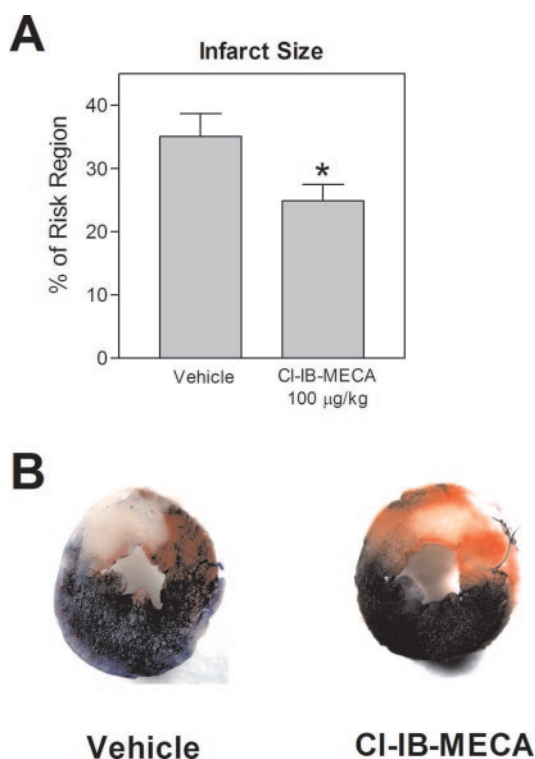 A
Infarct Size
% of Risk Region
40
30
20
10
0
*
Vehicle
Cl-IB-MECA
100 µg/kg
B
Vehicle
Cl-IB-MECA